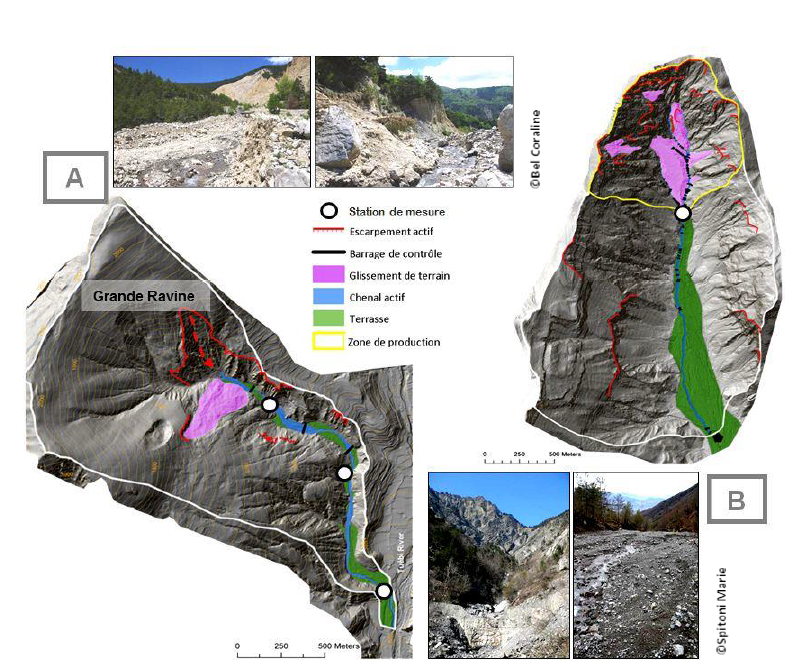 A
©Bel Coraline
Station de mesure
Escarpement actif
Barrage de contrôle
Glissement de terrain
Chenal actif
Terrasse
Zone de production
Grande Ravine
River
0 250 500 Meters
0 250 500 Meters
B
©Spitoni Marie